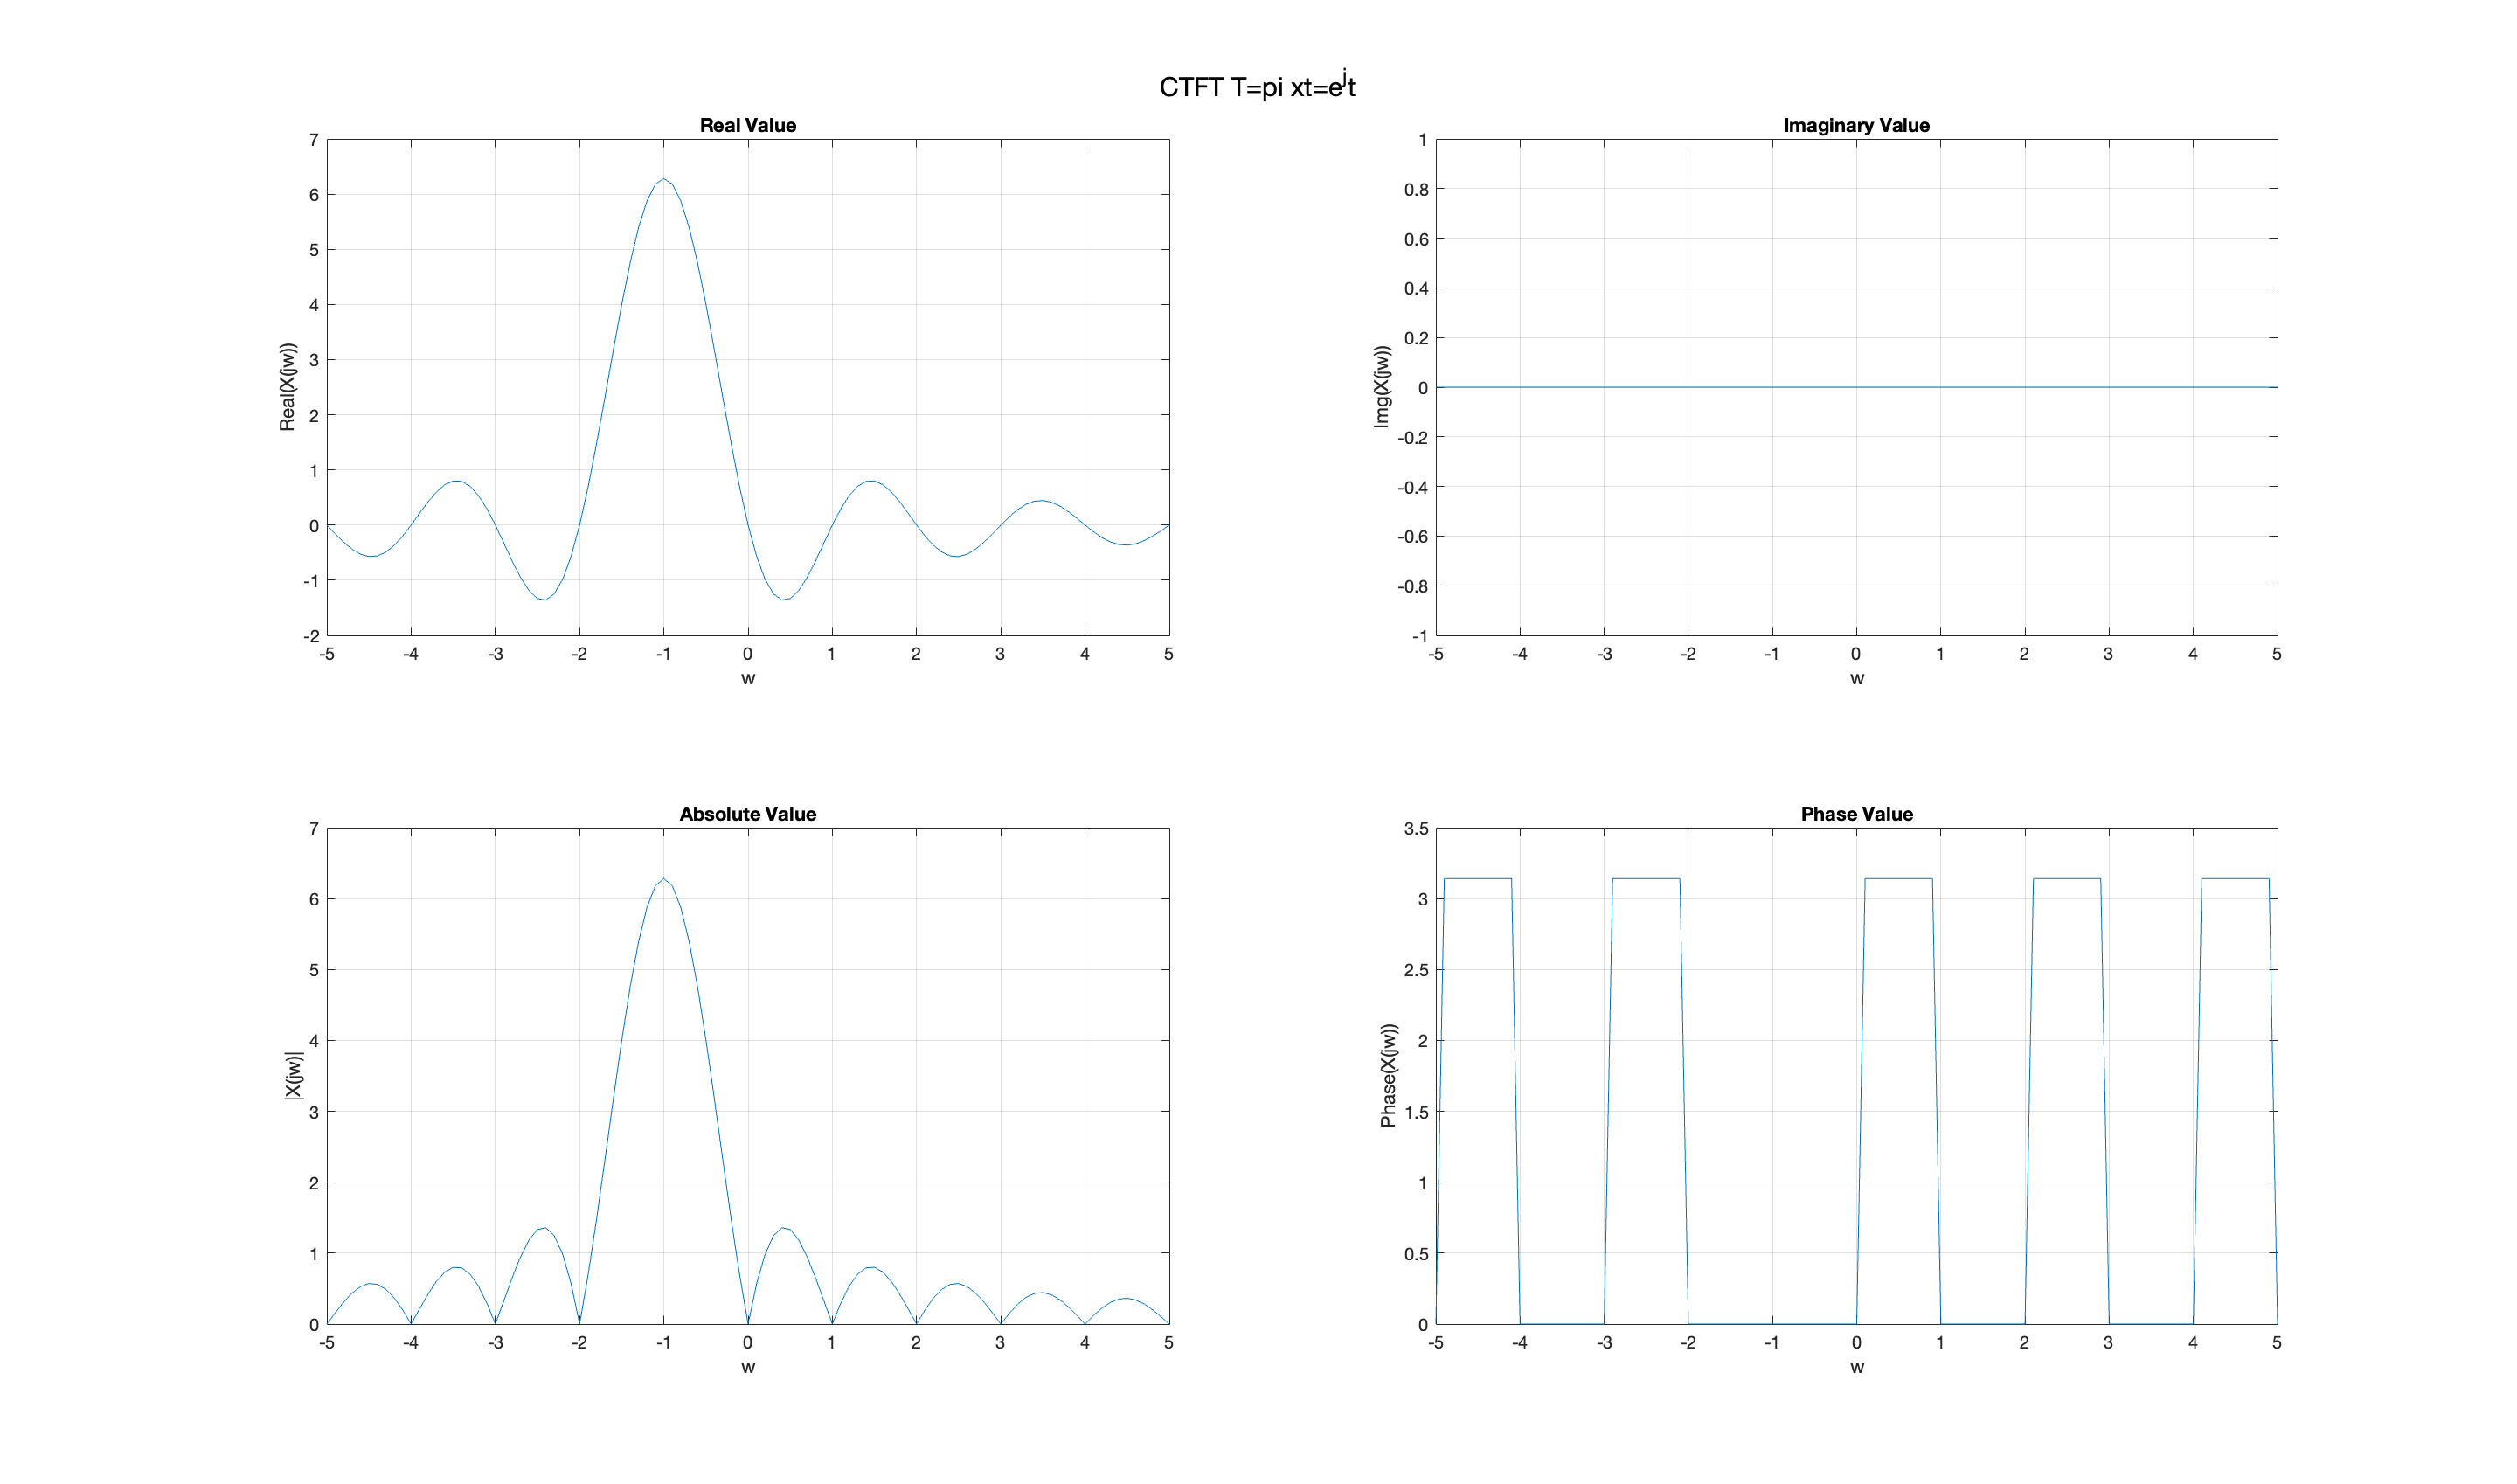 CTFT T=pi xt=e^jt
Real Value
Real(X(jw))
7
6
5
4
3
2
1
0
-1
-2
-5 -4 -3 -2 -1 0 1 2 3 4 5
w
Imaginary Value
Img(X(jw))
1
0.8
0.6
0.4
0.2
0
-0.2
-0.4
-0.6
-0.8
-1
-5 -4 -3 -2 -1 0 1 2 3 4 5
w
Absolute Value
|X(jw)|
7
6
5
4
3
2
1
0
-5 -4 -3 -2 -1 0 1 2 3 4 5
w
Phase Value
Phase(X(jw))
3.5
3
2.5
2
1.5
1
0.5
0
-5 -4 -3 -2 -1 0 1 2 3 4 5
w